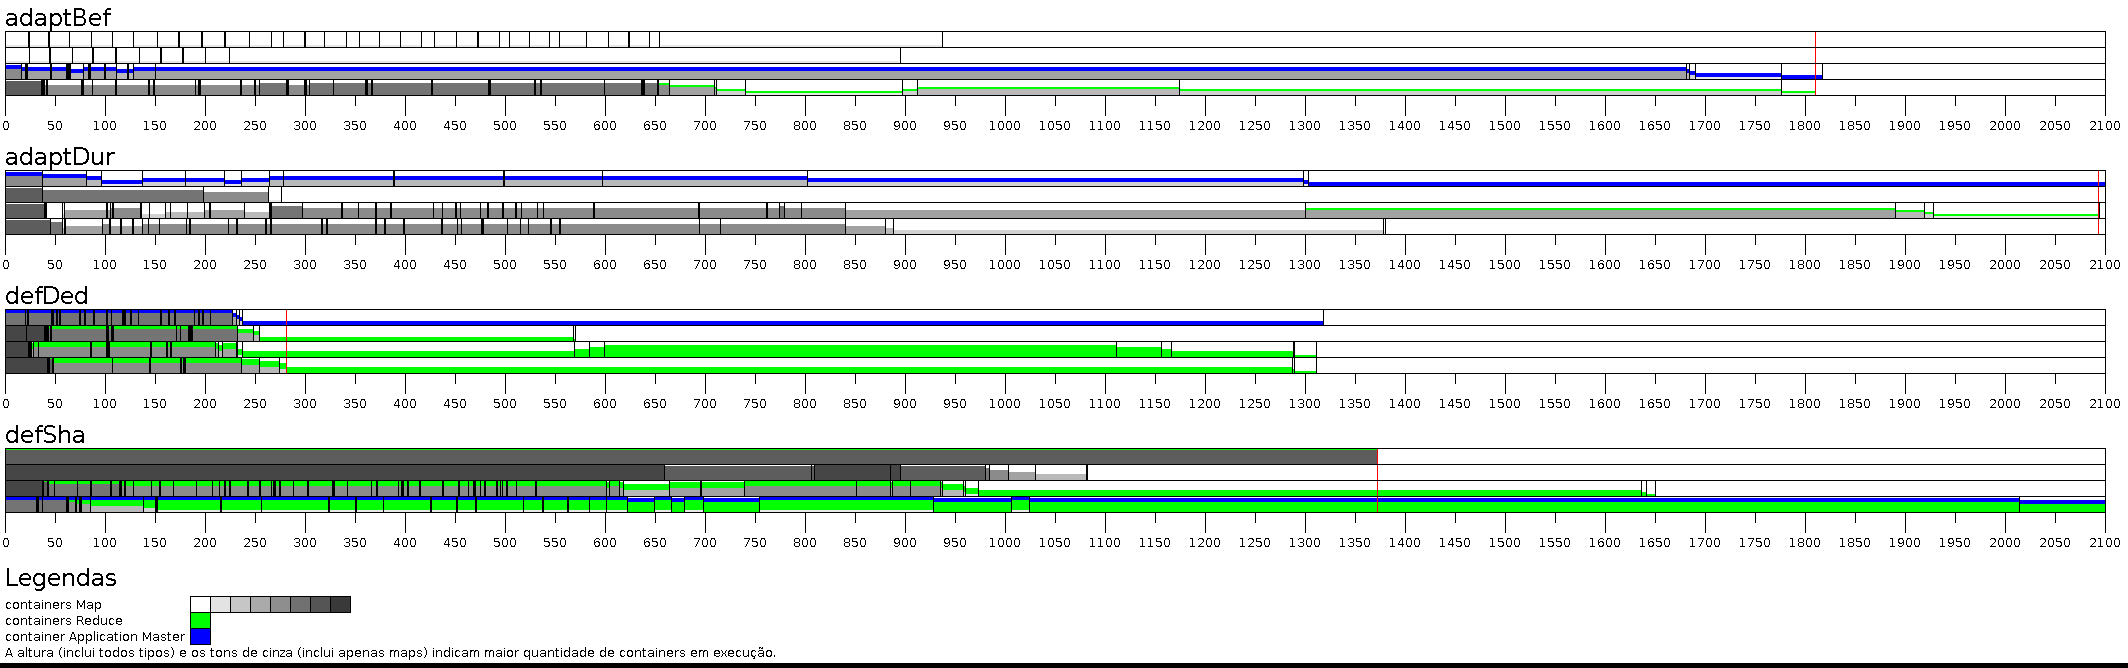 adaptBef
0 50 100 150 200 250 300 350 400 450 500 550 600 650 700 750 800 850 900 950 1000 1050 1100 1150 1200 1250 1300 1350 1400 1450 1500 1550 1600 1650 1700 1750 1800 1850 1900 1950 2000 2050 2100
adaptDur
0 50 100 150 200 250 300 350 400 450 500 550 600 650 700 750 800 850 900 950 1000 1050 1100 1150 1200 1250 1300 1350 1400 1450 1500 1550 1600 1650 1700 1750 1800 1850 1900 1950 2000 2050 2100
defDed
0 50 100 150 200 250 300 350 400 450 500 550 600 650 700 750 800 850 900 950 1000 1050 1100 1150 1200 1250 1300 1350 1400 1450 1500 1550 1600 1650 1700 1750 1800 1850 1900 1950 2000 2050 2100
defSha
0 50 100 150 200 250 300 350 400 450 500 550 600 650 700 750 800 850 900 950 1000 1050 1100 1150 1200 1250 1300 1350 1400 1450 1500 1550 1600 1650 1700 1750 1800 1850 1900 1950 2000 2050 2100
Legendas
containers Map
containers Reduce
container Application Master
A altura (inclui todos tipos) e os tons de cinza (inclui apenas maps) indicam maior quantidade de containers em execução.